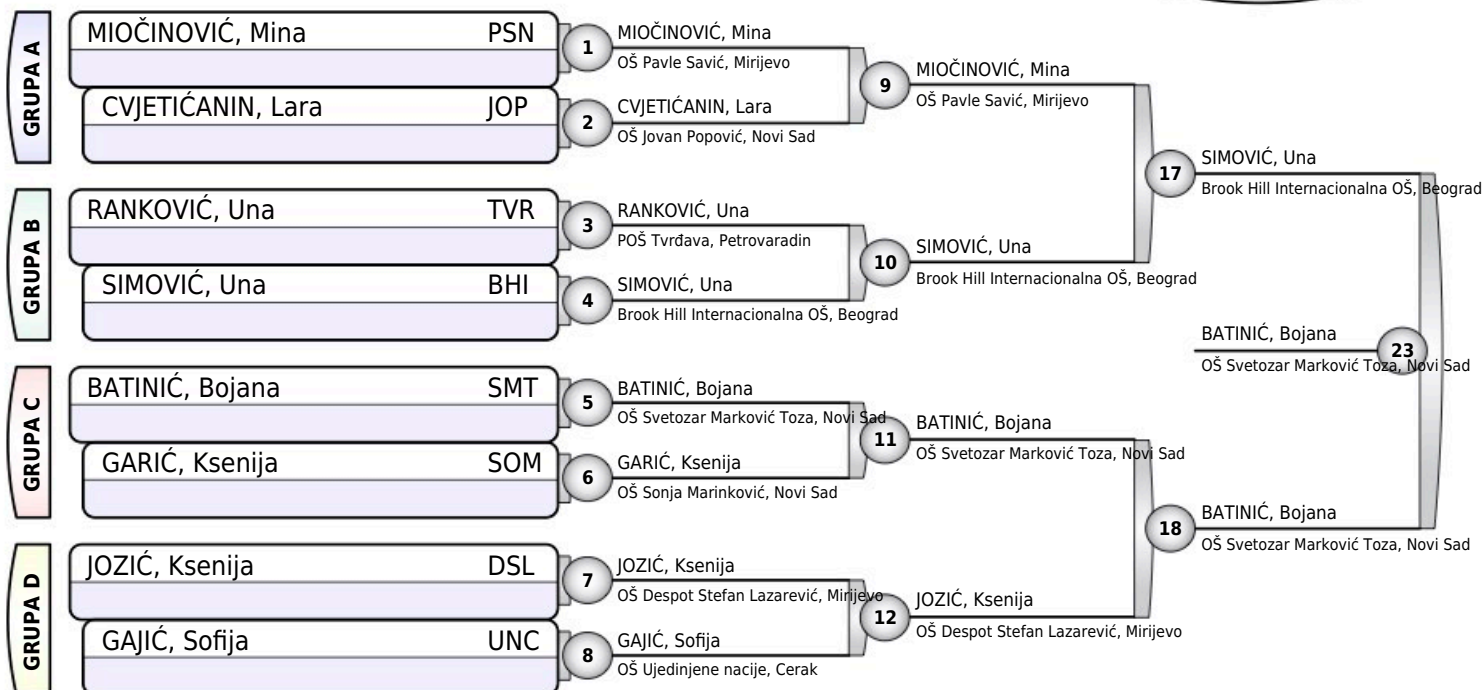 GRUPA A
MIOČINOVIĆ, Mina PSN
CVJETIĆANIN, Lara JOP
GRUPA B
RANKOVIĆ, Una TVR
SIMOVIĆ, Una BHI
GRUPA C
BATINIĆ, Bojana SMT
GARIĆ, Ksenija SOM
GRUPA D
JOZIĆ, Ksenija DSL
GAJIĆ, Sofija UNC
1
MIOČINOVIĆ, Mina
OŠ Pavle Savić, Mirijevo
2
CVJETIĆANIN, Lara
OŠ Jovan Popović, Novi Sad
3
RANKOVIĆ, Una
POŠ Tvrđava, Petrovaradin
4
SIMOVIĆ, Una
Brook Hill Internacionalna OŠ, Beograd
5
BATINIĆ, Bojana
OŠ Svetozar Marković Toza, Novi Sad
6
GARIĆ, Ksenija
OŠ Sonja Marinković, Novi Sad
7
JOZIĆ, Ksenija
OŠ Despot Stefan Lazarević, Mirijevo
8
GAJIĆ, Sofija
OŠ Ujedinjene nacije, Cerak
9
MIOČINOVIĆ, Mina
OŠ Pavle Savić, Mirijevo
10
SIMOVIĆ, Una
Brook Hill Internacionalna OŠ, Beograd
11
BATINIĆ, Bojana
OŠ Svetozar Marković Toza, Novi Sad
12
JOZIĆ, Ksenija
OŠ Despot Stefan Lazarević, Mirijevo
17
SIMOVIĆ, Una
Brook Hill Internacionalna OŠ, Beograd
18
BATINIĆ, Bojana
OŠ Svetozar Marković Toza, Novi Sad
23
BATINIĆ, Bojana
OŠ Svetozar Marković Toza, Novi Sad